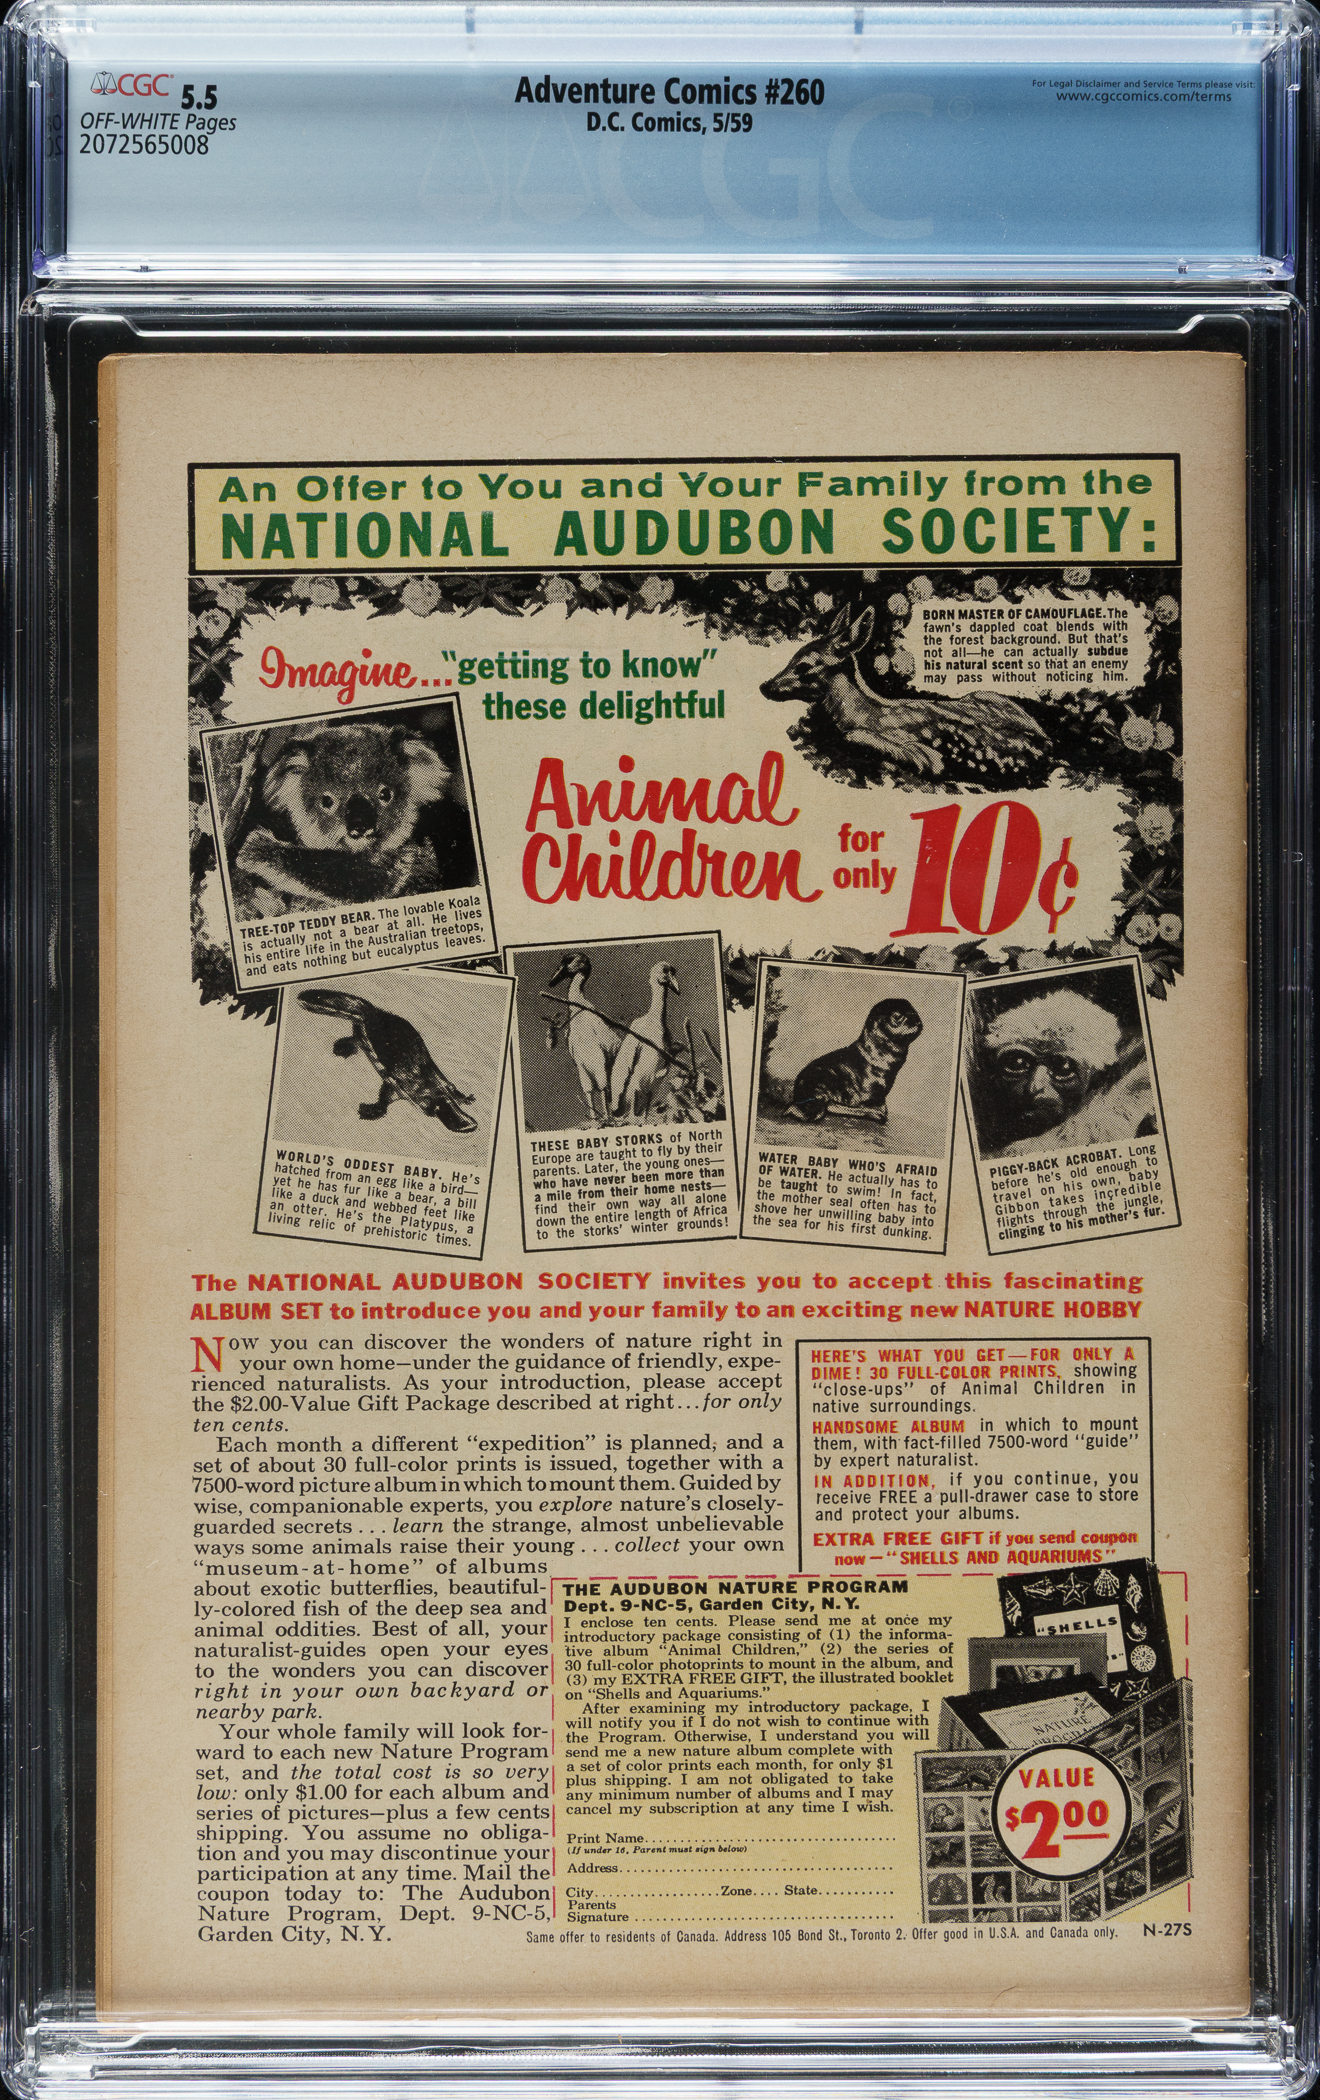 CGC 5.5
OFF-WHITE Pages
2072565008
Adventure Comics #260
D.C. Comics, 5/59
For Legal Disclaimer and Service Terms please visit:
www.cgccomics.com/terms
CGC
An Offer to You and Your Family from the
NATIONAL AUDUBON SOCIETY:
BORN MASTER OF CAMOUFLAGE. The
fawn's dappled coat blends with
the forest background. But that's
not all—he can actually subdue
his natural scent so that an enemy
may pass without noticing him.
Imagine... "getting to know"
these delightful
Animal
Children
for
only
10¢
TREE-TOP TEDDY BEAR. The lovable Koala
is actually not a bear at all. He lives
his entire life in the Australian treetops,
and eats nothing but eucalyptus leaves.
WORLD'S ODDEST BABY. He's
hatched from an egg like a bird—
yet he has fur like a bear, a bill
like a duck and webbed feet like
an otter. He's the Platypus, a
living relic of prehistoric times.
THESE BABY STORKS of North
Europe are taught to fly by their
parents. Later, the young ones—
who have never been more than
a mile from their home nests—
find their own way all alone
down the entire length of Africa
to the storks' winter grounds!
WATER BABY WHO'S AFRAID
OF WATER. He actually has to
be taught to swim! In fact,
the mother seal often has to
shove her unwilling baby into
the sea for his first dunking.
PIGGY-BACK ACROBAT. Long
before he's old enough to
travel on his own, baby
Gibbon takes incredible
flights through the jungle,
clinging to his mother's fur.
The NATIONAL AUDUBON SOCIETY invites you to accept this fascinating
ALBUM SET to introduce you and your family to an exciting new NATURE HOBBY
NOW you can discover the wonders of nature right in
your own home—under the guidance of friendly, expe-
rienced naturalists. As your introduction, please accept
the $2.00-Value Gift Package described at right...for only
ten cents.
Each month a different "expedition" is planned, and a
set of about 30 full-color prints is issued, together with a
7500-word picture album in which to mount them. Guided by
wise, companionable experts, you explore nature's closely-
guarded secrets ... learn the strange, almost unbelievable
ways some animals raise their young ... collect your own
"museum-at-home" of albums
about exotic butterflies, beautiful-
ly-colored fish of the deep sea and
animal oddities. Best of all, your
naturalist-guides open your eyes
to the wonders you can discover
right in your own backyard or
nearby park.
Your whole family will look for-
ward to each new Nature Program
set, and the total cost is so very
low: only $1.00 for each album and
series of pictures—plus a few cents
shipping. You assume no obliga-
tion and you may discontinue your
participation at any time. Mail the
coupon today to: The Audubon
Nature Program, Dept. 9-NC-5,
Garden City, N. Y.
HERE'S WHAT YOU GET—FOR ONLY A
DIME! 30 FULL-COLOR PRINTS, showing
"close-ups" of Animal Children in
native surroundings.
HANDSOME ALBUM in which to mount
them, with fact-filled 7500-word "guide"
by expert naturalist.
IN ADDITION, if you continue, you
receive FREE a pull-drawer case to store
and protect your albums.
EXTRA FREE GIFT if you send coupon
now—"SHELLS AND AQUARIUMS"
THE AUDUBON NATURE PROGRAM
Dept. 9-NC-5, Garden City, N. Y.
I enclose ten cents. Please send me at once my
introductory package consisting of (1) the informa-
tive album "Animal Children," (2) the series of
30 full-color photoprints to mount in the album, and
(3) my EXTRA FREE GIFT, the illustrated booklet
on "Shells and Aquariums."
After examining my introductory package, I
will notify you if I do not wish to continue with
the Program. Otherwise, I understand you will
send me a new nature album complete with
a set of color prints each month, for only $1
plus shipping. I am not obligated to take
any minimum number of albums and I may
cancel my subscription at any time I wish.
Print Name
(If under 16, Parent must sign below)
Address
City Zone State
Parents
Signature
"SHELLS
NATURE
VALUE
$2.00
Same offer to residents of Canada. Address 105 Bond St., Toronto 2. Offer good in U.S.A. and Canada only.
N-27S